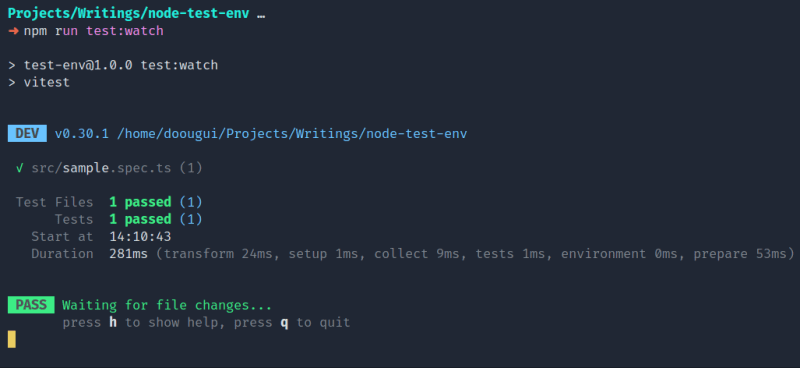 Projects/Writings/node-test-env …
➜ npm run test:watch
> test-env@1.0.0 test:watch
> vitest
DEV v0.30.1 /home/doougui/Projects/Writings/node-test-env
√ src/sample.spec.ts (1)
Test Files 1 passed (1)
Tests 1 passed (1)
Start at 14:10:43
Duration 281ms (transform 24ms, setup 1ms, collect 9ms, tests 1ms, environment 0ms, prepare 53ms)
PASS Waiting for file changes...
press h to show help, press q to quit